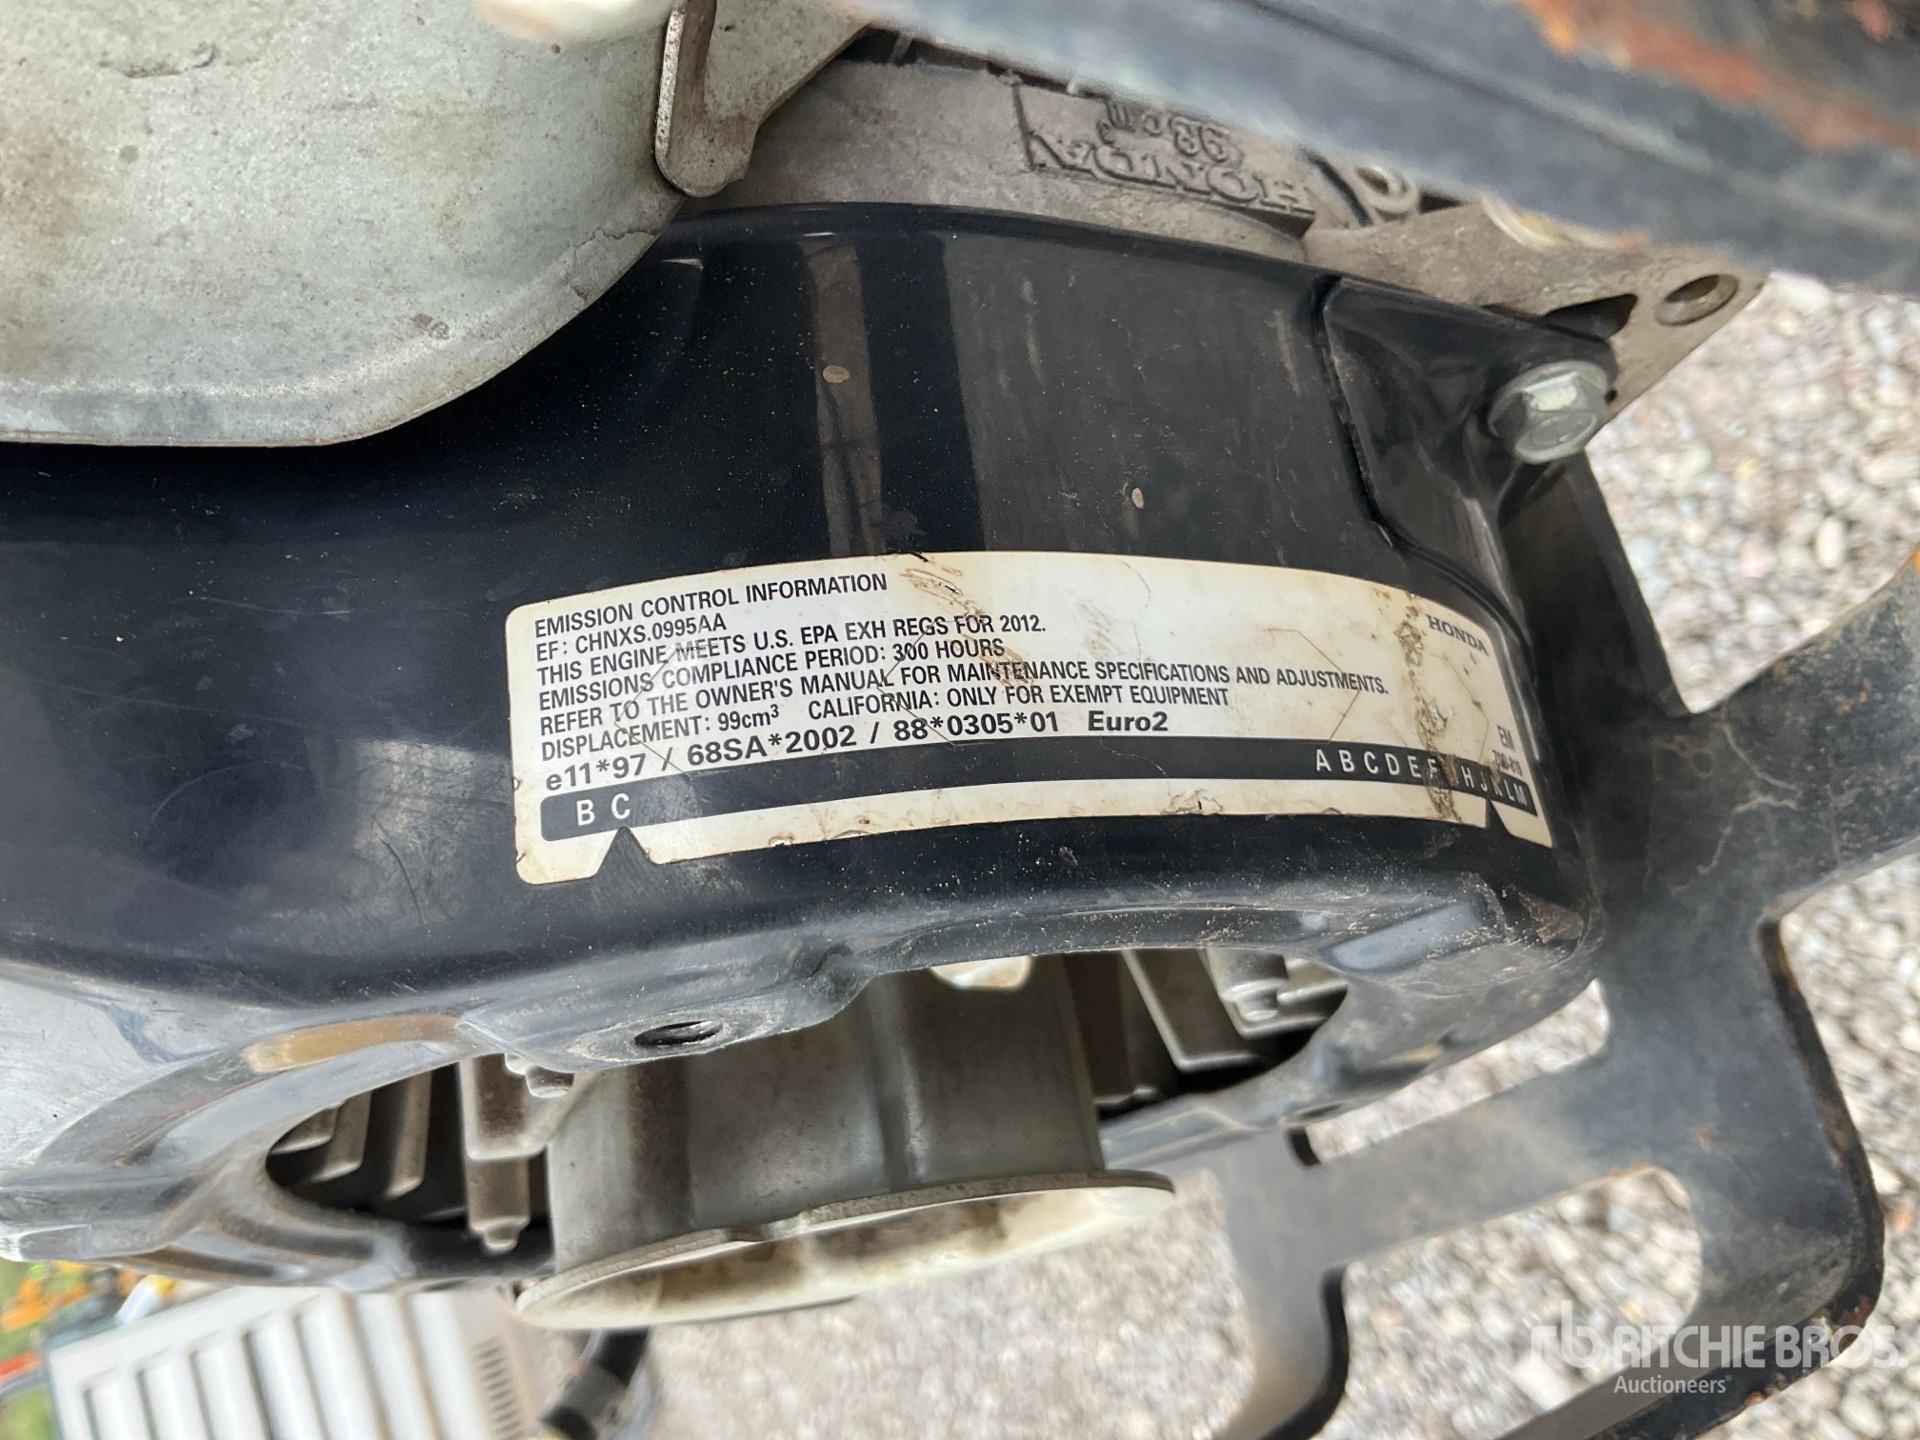 98cm³
HONDA
EMISSION CONTROL INFORMATION
EF: CHNXS.0995AA
THIS ENGINE MEETS U.S. EPA EXH REGS FOR 2012.
EMISSIONS COMPLIANCE PERIOD: 300 HOURS
REFER TO THE OWNER'S MANUAL FOR MAINTENANCE SPECIFICATIONS AND ADJUSTMENTS.
DISPLACEMENT: 99cm³ CALIFORNIA: ONLY FOR EXEMPT EQUIPMENT
e11*97 / 68SA*2002 / 88*0305*01 Euro2
B C
A B C D E F H J K L M
HONDA
EM
RITCHIE BROS.
Auctioneers